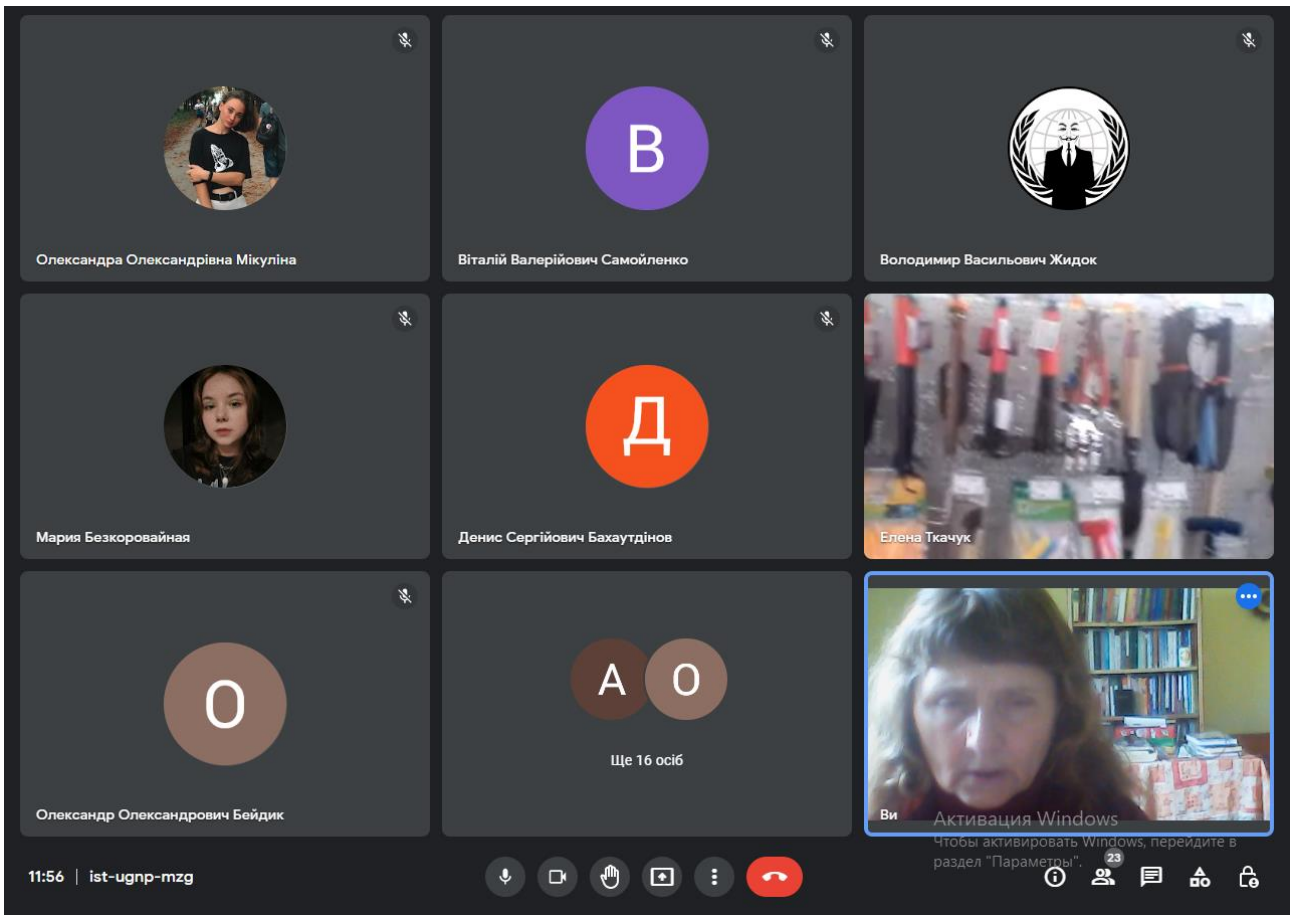 Олександра Олександрівна Мікуліна
В
Віталій Валерійович Самойленко
Володимир Васильович Жидок
Мария Безкоровайная
Д
Денис Сергійович Бахаутдінов
Елена Ткачук
О
Олександр Олександрович Бейдик
А О
Ще 16 осіб
Ви
Активация Windows
Чтобы активировать Windows, перейдите в
раздел "Параметры".
11:56 | ist-ugnp-mzg
23